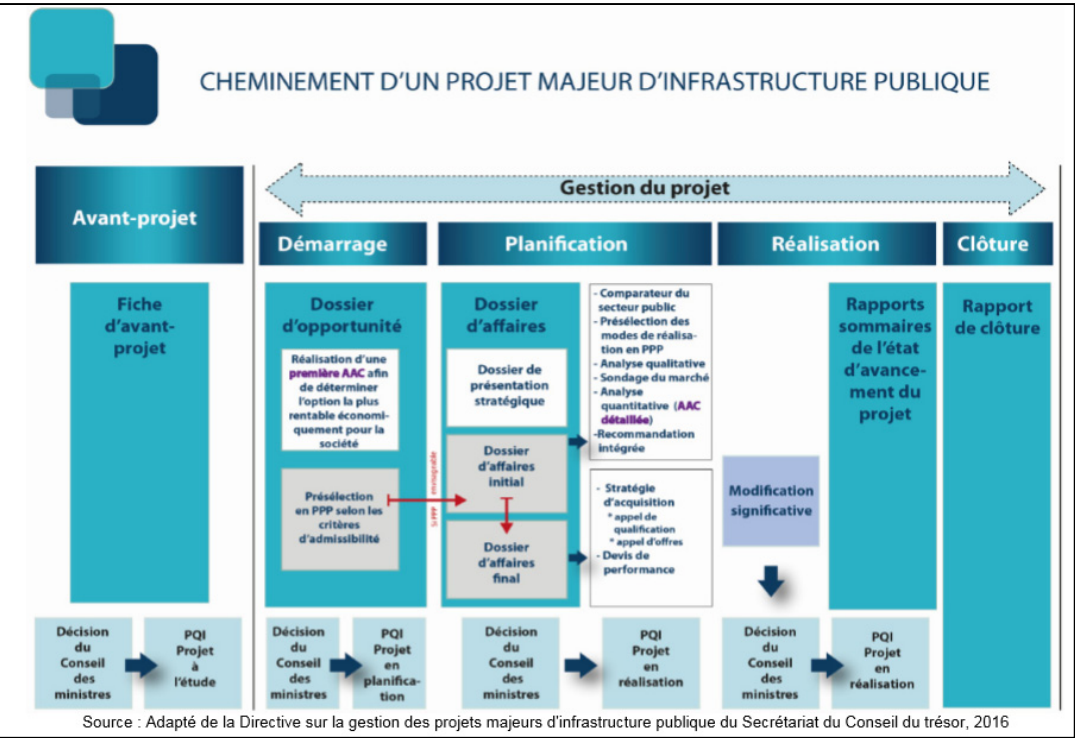 CHEMINEMENT D'UN PROJET MAJEUR D'INFRASTRUCTURE PUBLIQUE
Avant-projet
Gestion du projet
Démarrage
Planification
Réalisation
Clôture
Fiche
d'avant-
projet
Dossier
d'opportunité
Réalisation d'une
première AAC afin
de déterminer
l'option la plus
rentable économi-
quement pour la
société
Présélection
en PPP selon les
critères
d'admissibilité
Si PPP envisageable
Dossier
d'affaires
Dossier de
présentation
stratégique
Dossier
d'affaires
initial
Dossier
d'affaires
final
- Comparateur du
secteur public
- Présélection des
modes de réalisa-
tion en PPP
- Analyse qualitative
- Sondage du marché
- Analyse
quantitative (AAC
détaillée)
-Recommandation
intégrée
- Stratégie
d'acquisition
* appel de
qualification
* appel d'offres
- Devis de
performance
Modification
significative
Rapports
sommaires
de l'état
d'avance-
ment du
projet
Rapport
de clôture
Décision
du
Conseil
des
ministres
PQI
Projet
à
l'étude
Décision
du
Conseil
des
ministres
PQI
Projet
en
planifica-
tion
Décision
du
Conseil
des
ministres
PQI
Projet
en
réalisation
Décision
du
Conseil
des
ministres
PQI
Projet
en
réalisation
Source : Adapté de la Directive sur la gestion des projets majeurs d'infrastructure publique du Secrétariat du Conseil du trésor, 2016